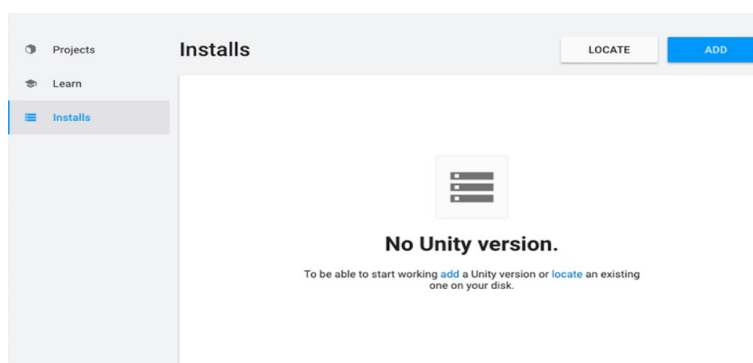 Projects
Installs
LOCATE
ADD
Learn
Installs
No Unity version.
To be able to start working add a Unity version or locate an existing
one on your disk.